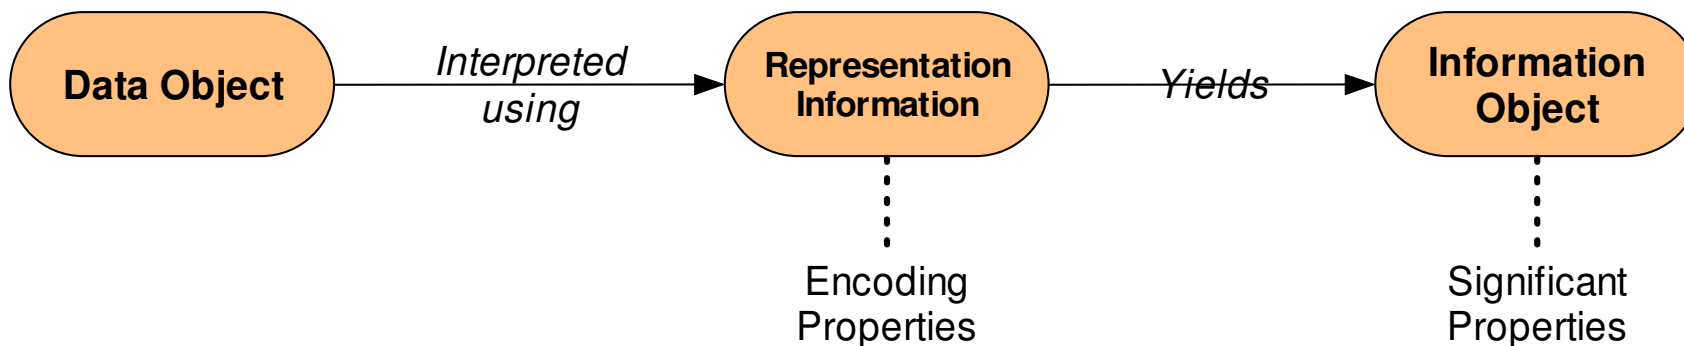 Data Object
Interpreted
using
Representation
Information
Yields
Information
Object
Encoding
Properties
Significant
Properties